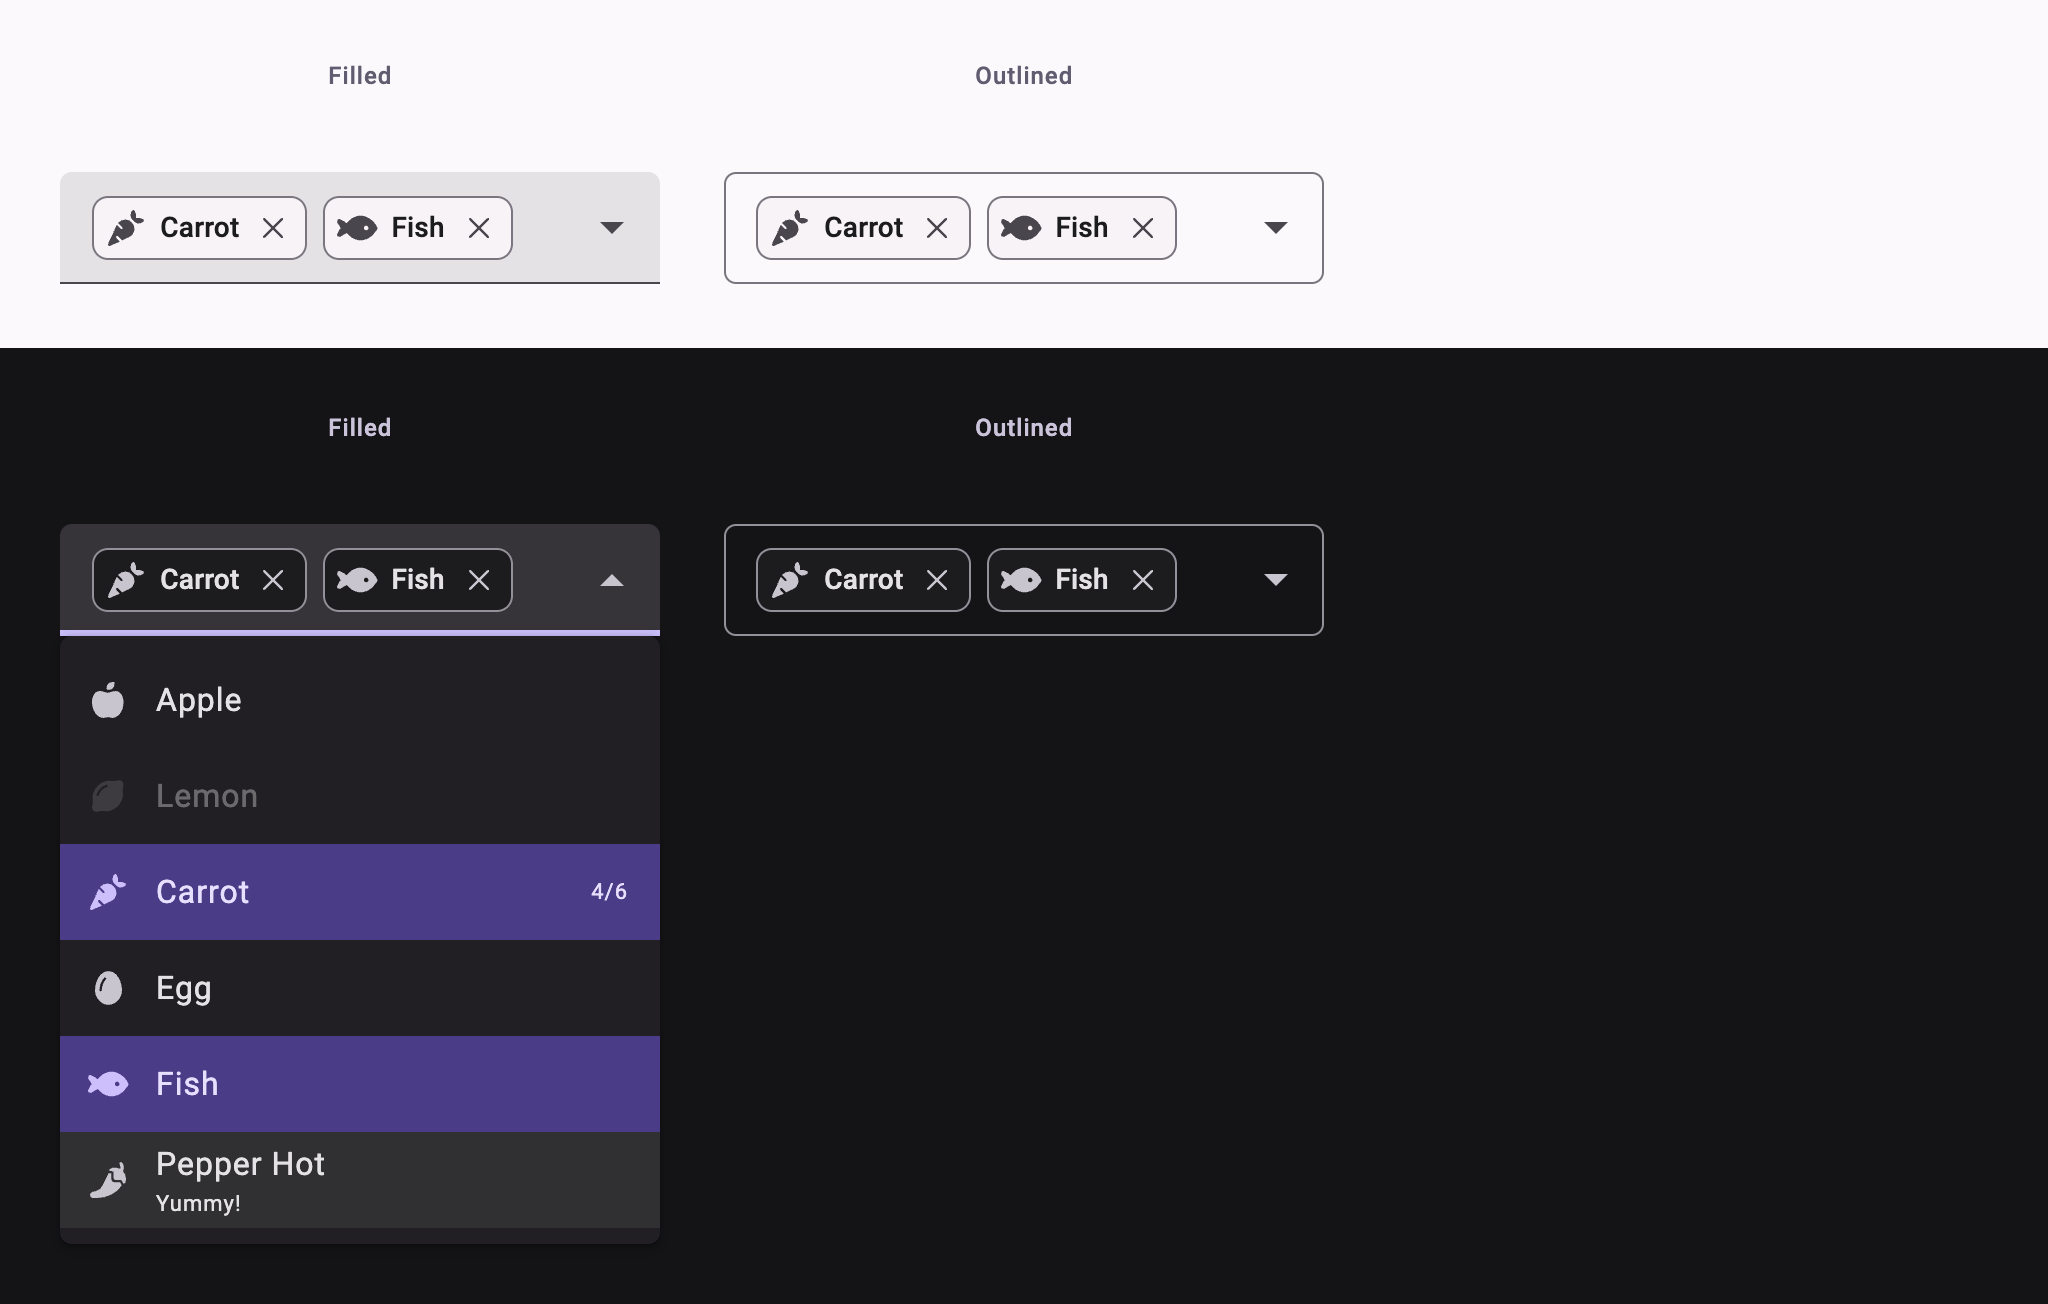 Filled
Outlined
Carrot
Fish
Carrot
Fish
Filled
Outlined
Carrot
Fish
Carrot
Fish
Apple
Lemon
Carrot 4/6
Egg
Fish
Pepper Hot
Yummy!